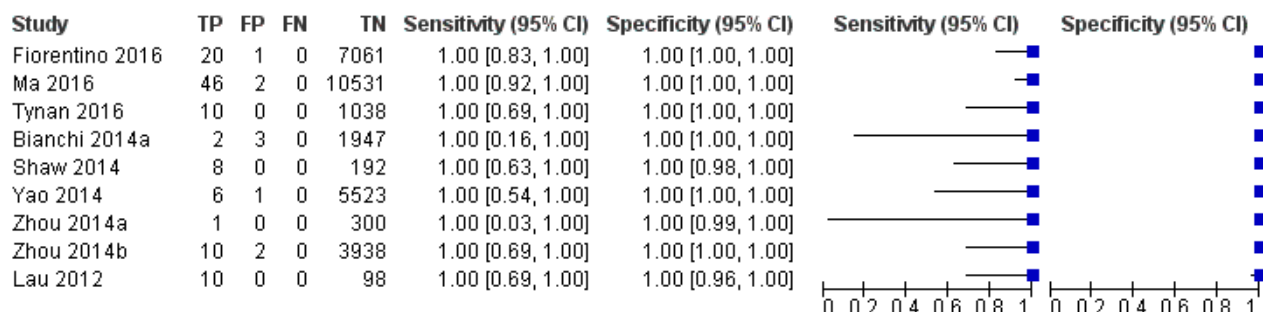 Study TP FP FN TN Sensitivity (95% CI) Specificity (95% CI) Sensitivity (95% CI) Specificity (95% CI)
Fiorentino 2016 20 1 0 7061 1.00 [0.83, 1.00] 1.00 [1.00, 1.00]
Ma 2016 46 2 0 10531 1.00 [0.92, 1.00] 1.00 [1.00, 1.00]
Tynan 2016 10 0 0 1038 1.00 [0.69, 1.00] 1.00 [1.00, 1.00]
Bianchi 2014a 2 3 0 1947 1.00 [0.16, 1.00] 1.00 [1.00, 1.00]
Shaw 2014 8 0 0 192 1.00 [0.63, 1.00] 1.00 [0.98, 1.00]
Yao 2014 6 1 0 5523 1.00 [0.54, 1.00] 1.00 [1.00, 1.00]
Zhou 2014a 1 0 0 300 1.00 [0.03, 1.00] 1.00 [0.99, 1.00]
Zhou 2014b 10 2 0 3938 1.00 [0.69, 1.00] 1.00 [1.00, 1.00]
Lau 2012 10 0 0 98 1.00 [0.69, 1.00] 1.00 [0.96, 1.00]
0 0.2 0.4 0.6 0.8 1 0 0.2 0.4 0.6 0.8 1